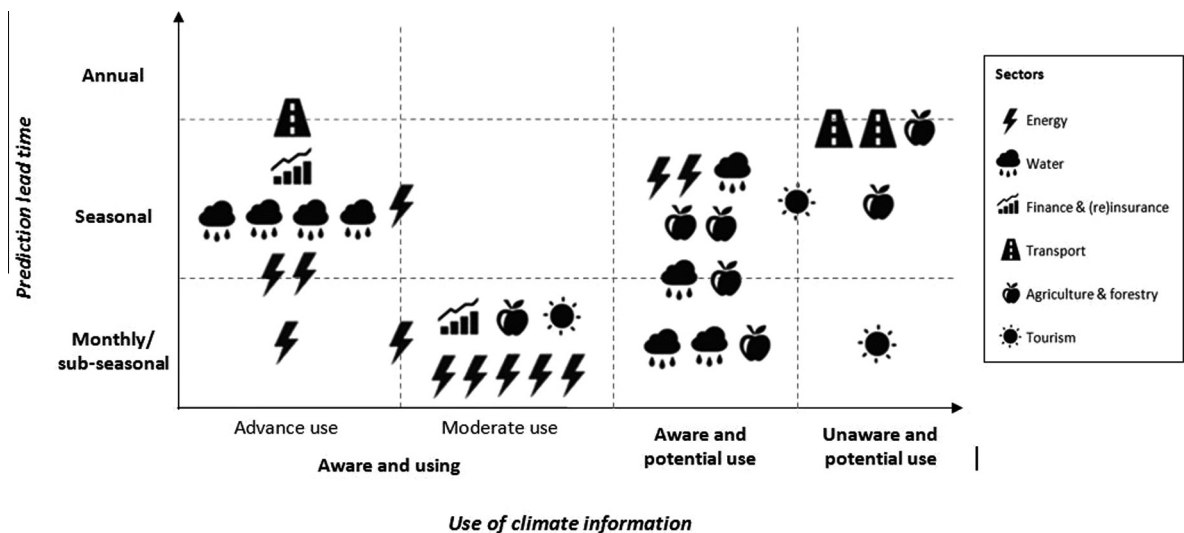 Annual
Seasonal
Monthly/
sub-seasonal
Prediction lead time
Advance use
Moderate use
Aware and using
Aware and
potential use
Unaware and
potential use
Use of climate information
Sectors
Energy
Water
Finance & (re)insurance
Transport
Agriculture & forestry
Tourism